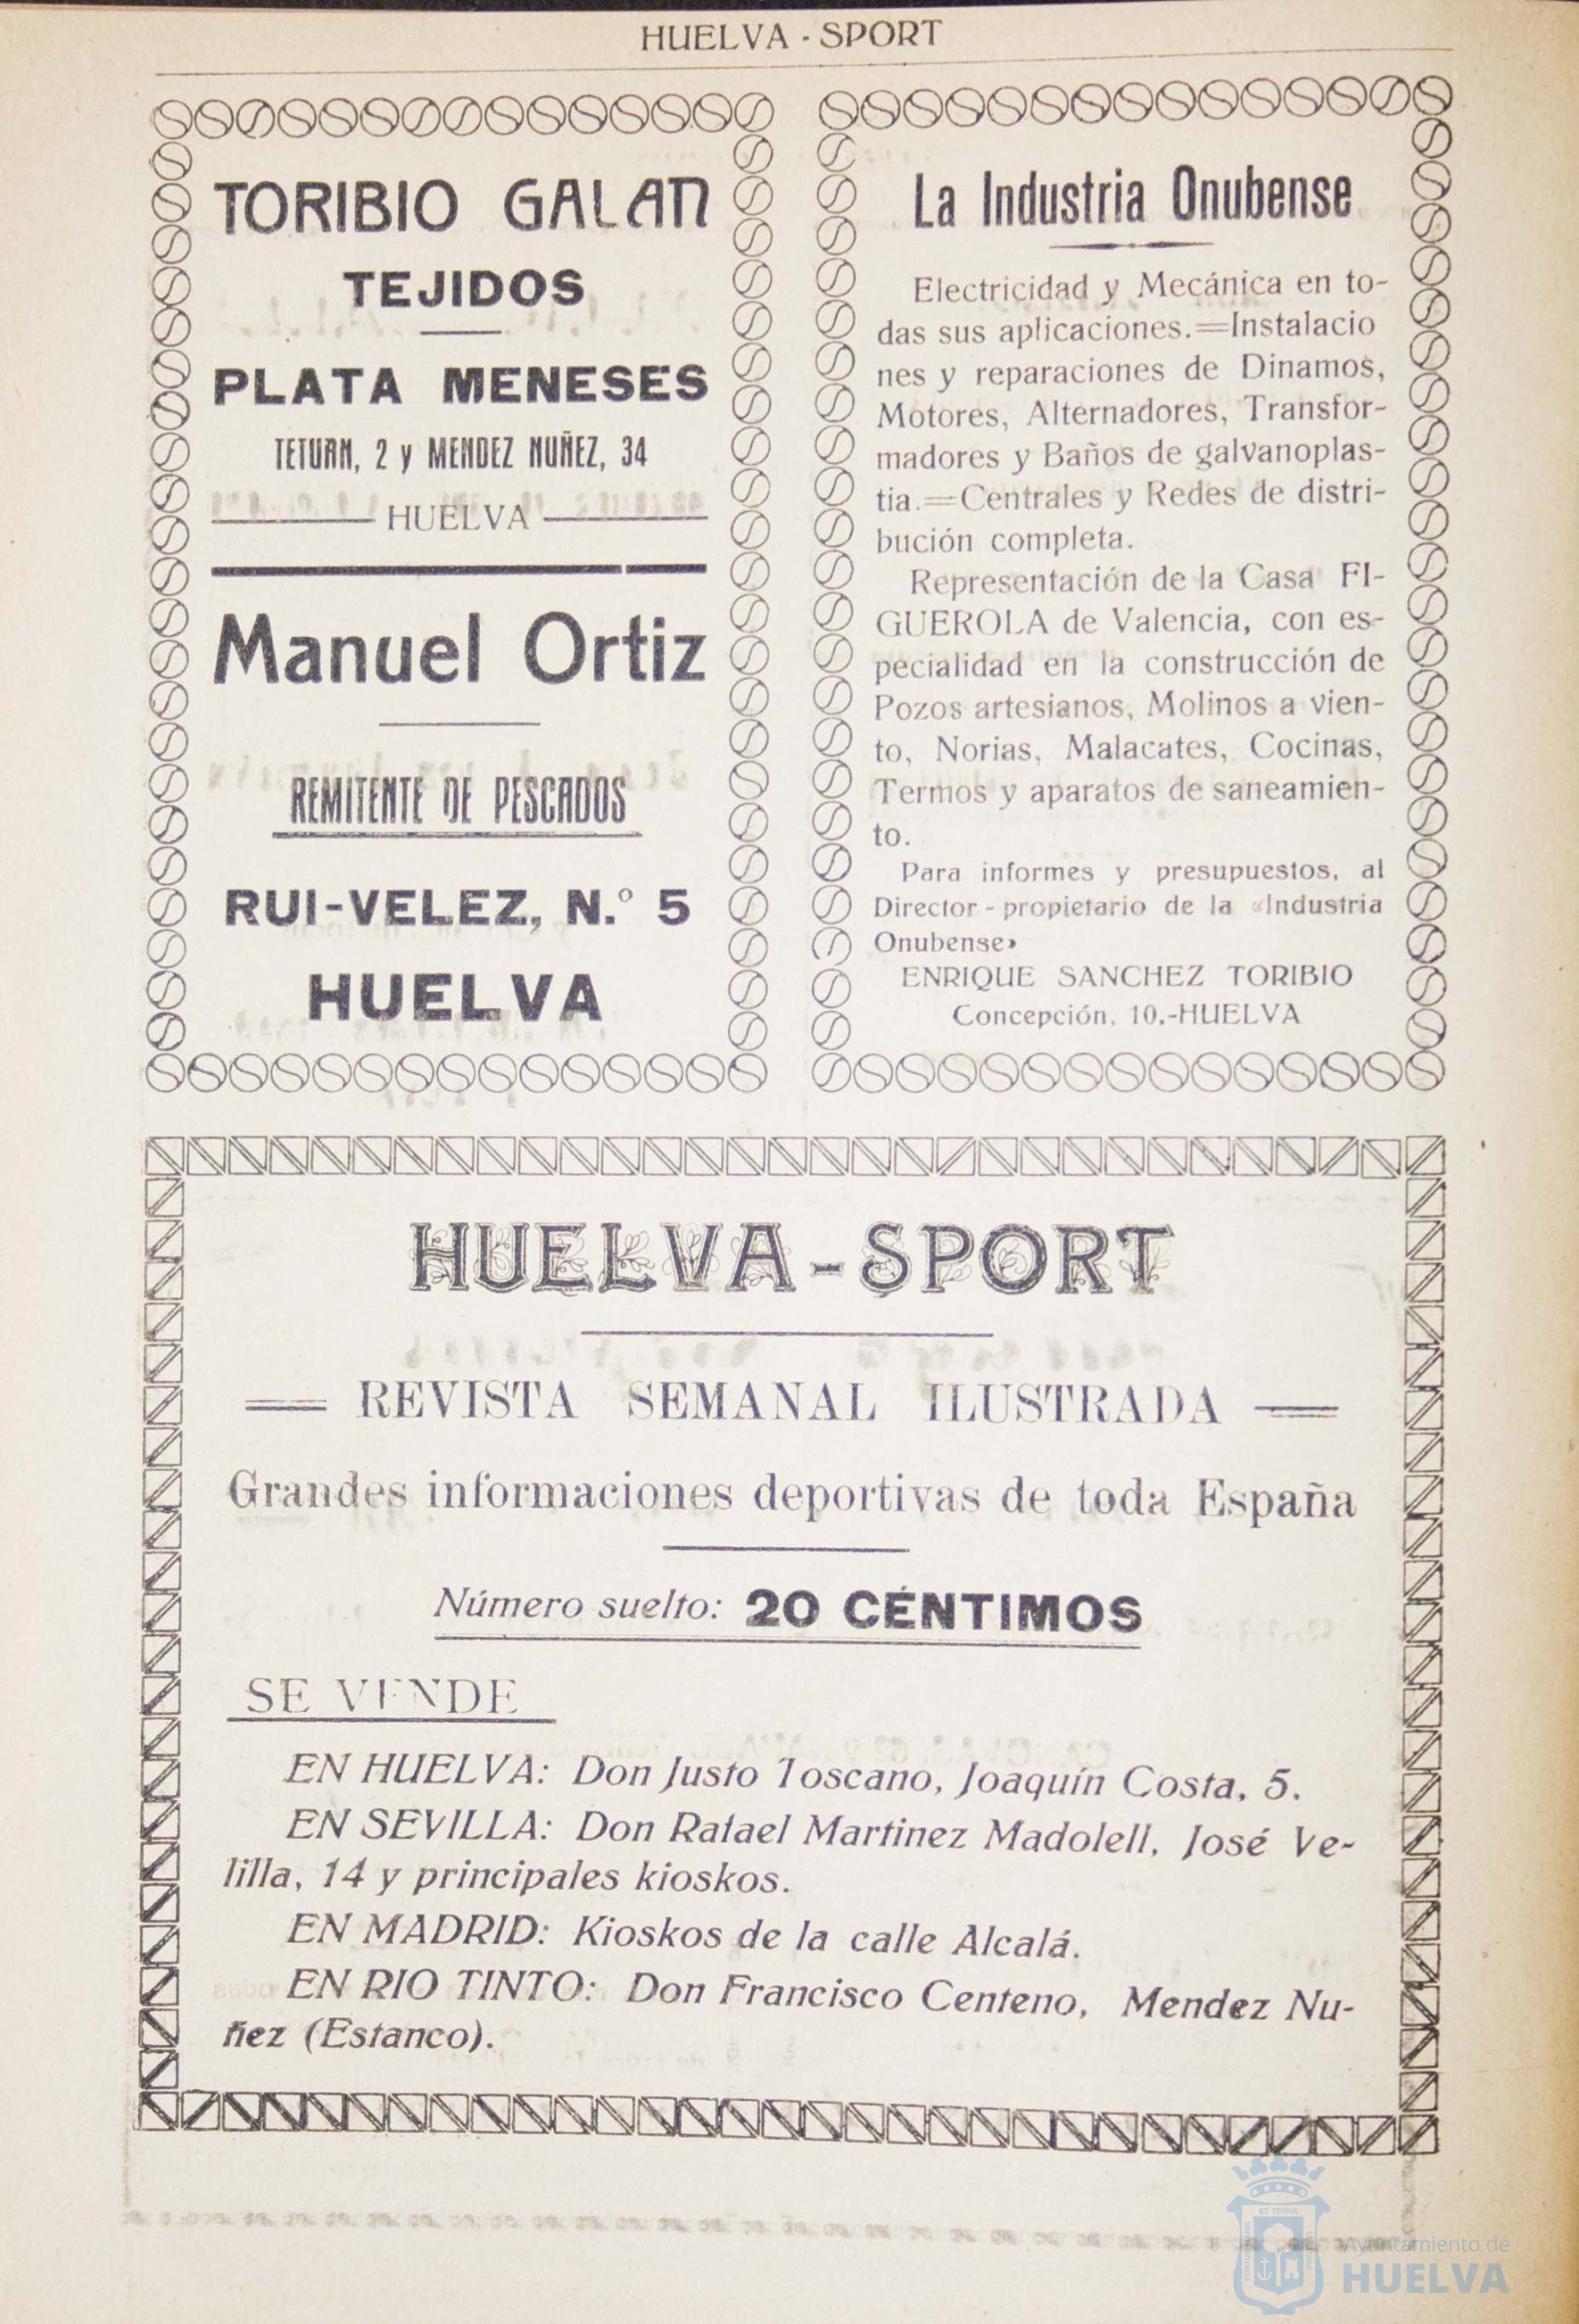 HUELVA - SPORT
TORIBIO GALAN
TEJIDOS
PLATA MENESES
TETUAN, 2 y MENDEZ NUÑEZ, 34
HUELVA
Manuel Ortiz
REMITENTE DE PESCADOS
RUI-VELEZ, N.º 5
HUELVA
La Industria Onubense
Electricidad y Mecánica en to-
das sus aplicaciones.=Instalacio
nes y reparaciones de Dinamos,
Motores, Alternadores, Transfor-
madores y Baños de galvanoplas-
tia.=Centrales y Redes de distri-
bución completa.
Representación de la Casa FI-
GUEROLA de Valencia, con es-
pecialidad en la construcción de
Pozos artesianos, Molinos a vien-
to, Norias, Malacates, Cocinas,
Termos y aparatos de saneamien-
to.
Para informes y presupuestos, al
Director - propietario de la «Industria
Onubense»
ENRIQUE SANCHEZ TORIBIO
Concepción, 10.-HUELVA
HUELVA-SPORT
REVISTA SEMANAL ILUSTRADA
Grandes informaciones deportivas de toda España
Número suelto: 20 CÉNTIMOS
SE VENDE
EN HUELVA: Don Justo Toscano, Joaquín Costa, 5.
EN SEVILLA: Don Rafael Martinez Madolell, José Ve-
lilla, 14 y principales kioskos.
EN MADRID: Kioskos de la calle Alcalá.
EN RIO TINTO: Don Francisco Centeno, Mendez Nu-
ñez (Estanco).
Ayuntamiento de
HUELVA